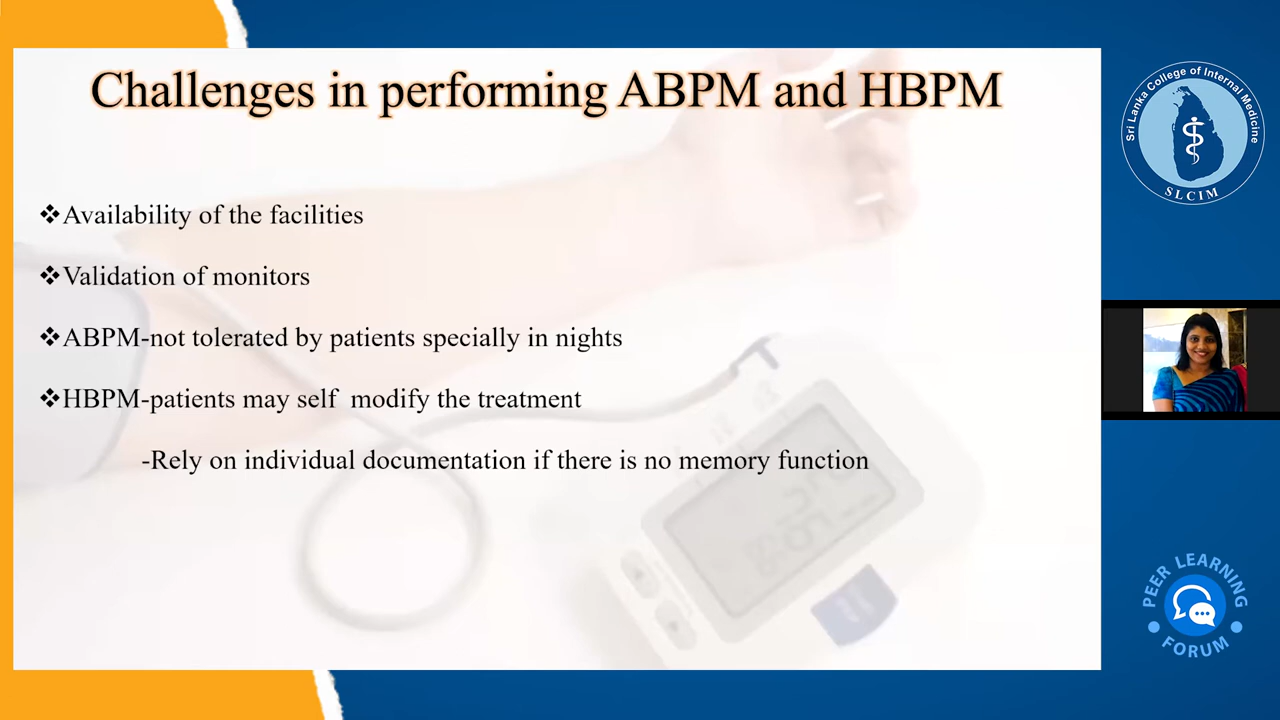 Challenges in performing ABPM and HBPM
❖Availability of the facilities
❖Validation of monitors
❖ABPM-not tolerated by patients specially in nights
❖HBPM-patients may self modify the treatment
-Rely on individual documentation if there is no memory function
Sri Lanka College of Internal Medicine
SLCIM
PEER LEARNING
FORUM